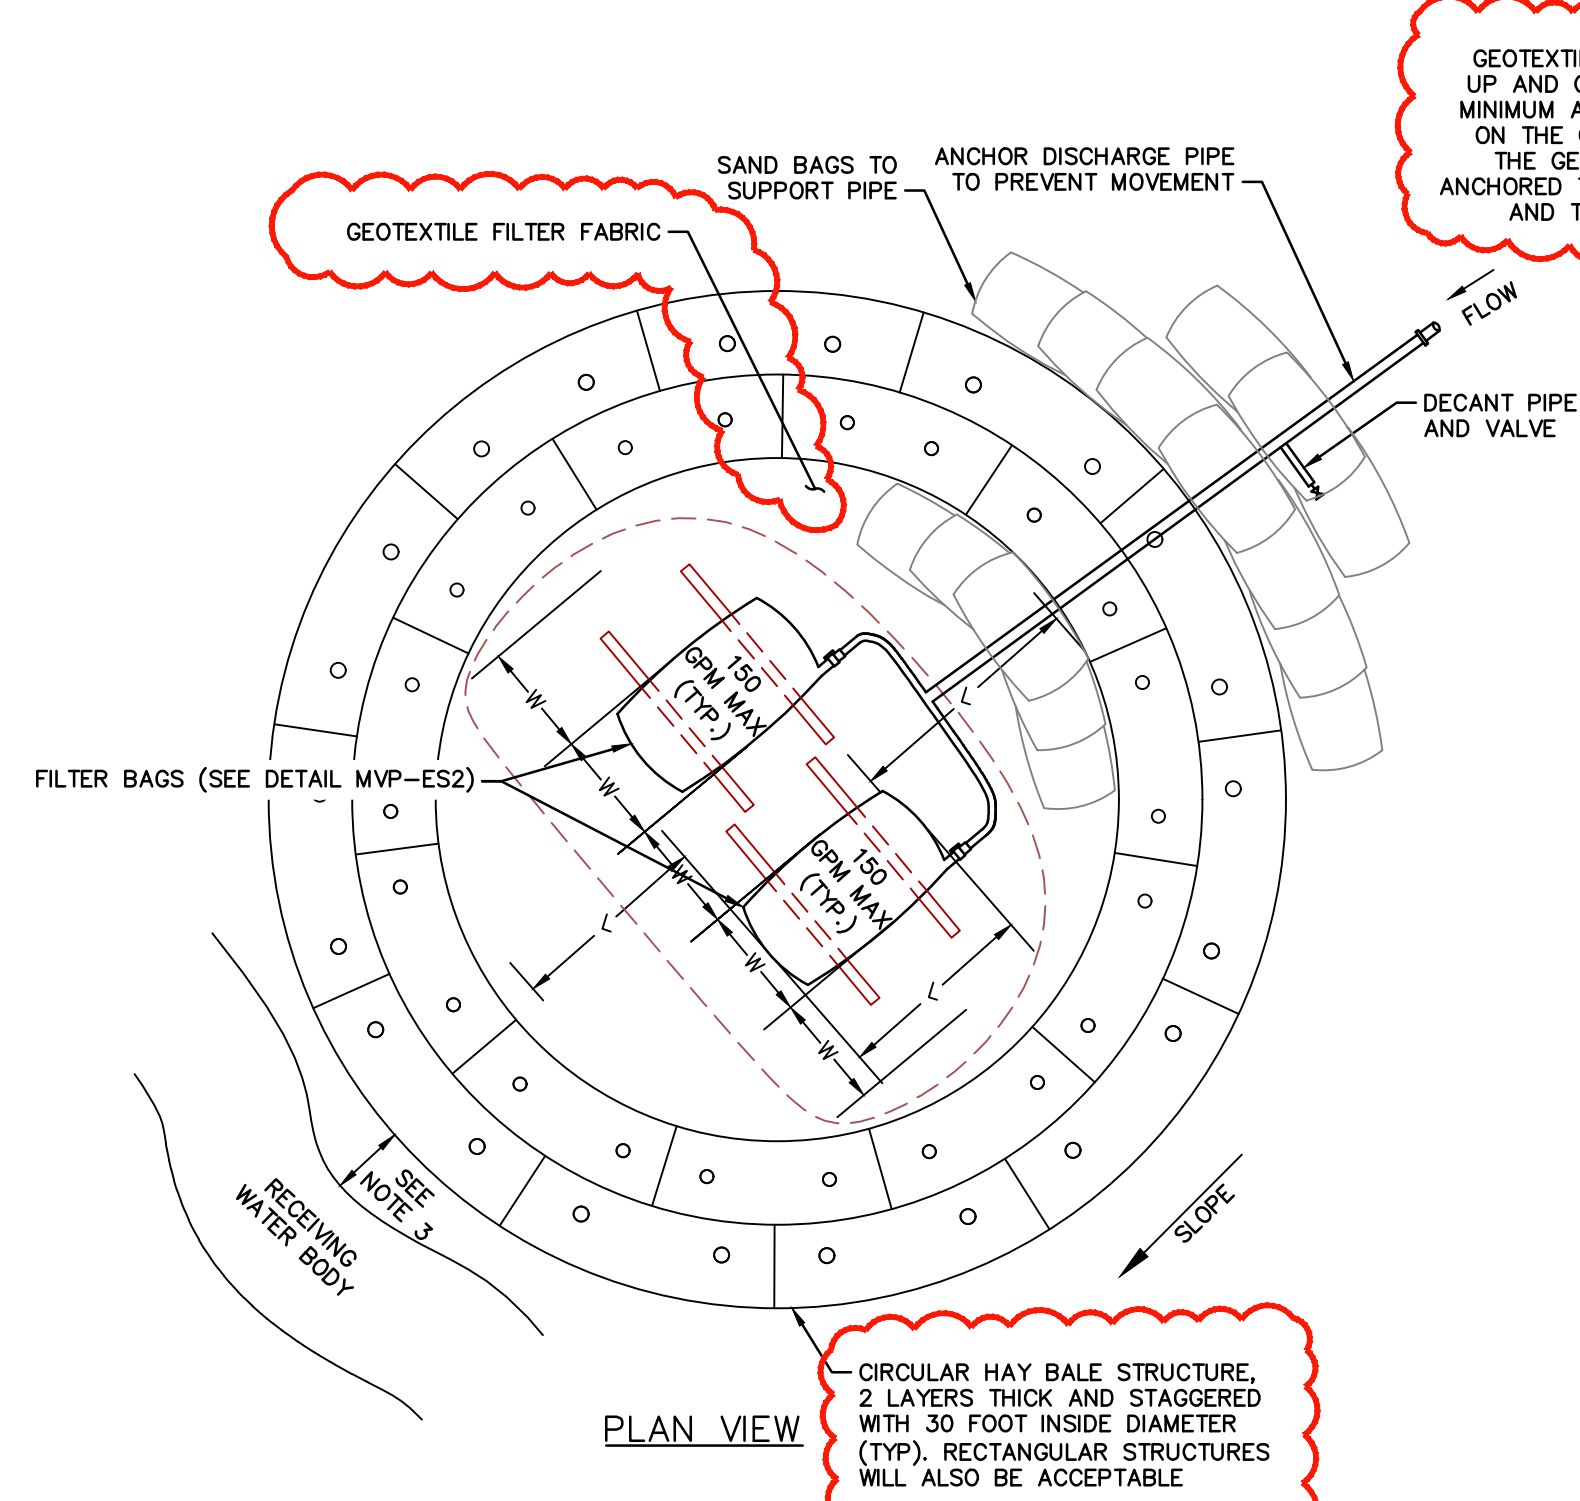 GEOTEXTIL
UP AND
MINIMUM
ON THE
THE GE
ANCHORED
AND T
SAND BAGS TO
SUPPORT PIPE
ANCHOR DISCHARGE PIPE
TO PREVENT MOVEMENT
GEOTEXTILE FILTER FABRIC
FLOW
DECANT PIPE
AND VALVE
150
GPM MAX
(TYP.)
W
L
W
FILTER BAGS (SEE DETAIL MVP-ES2)
W
150
GPM MAX
(TYP.)
L
W
L
W
SEE
NOTE 3
RECEIVING
WATER BODY
SLOPE
CIRCULAR HAY BALE STRUCTURE,
2 LAYERS THICK AND STAGGERED
WITH 30 FOOT INSIDE DIAMETER
(TYP). RECTANGULAR STRUCTURES
WILL ALSO BE ACCEPTABLE
PLAN VIEW